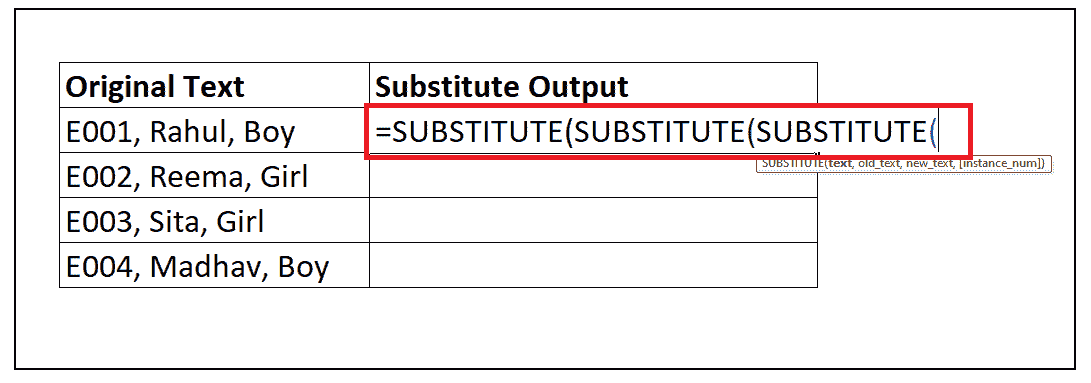 Original Text Substitute Output
E001, Rahul, Boy =SUBSTITUTE(SUBSTITUTE(SUBSTITUTE(
SUBSTITUTE(text, old_text, new_text, [instance_num])
E002, Reema, Girl
E003, Sita, Girl
E004, Madhav, Boy